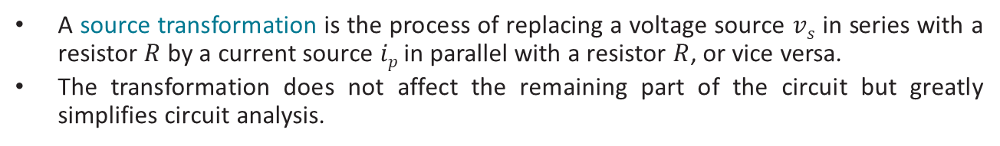 • A source transformation is the process of replacing a voltage source $v_s$ in series with a
resistor $R$ by a current source $i_p$ in parallel with a resistor $R$, or vice versa.
• The transformation does not affect the remaining part of the circuit but greatly
simplifies circuit analysis.